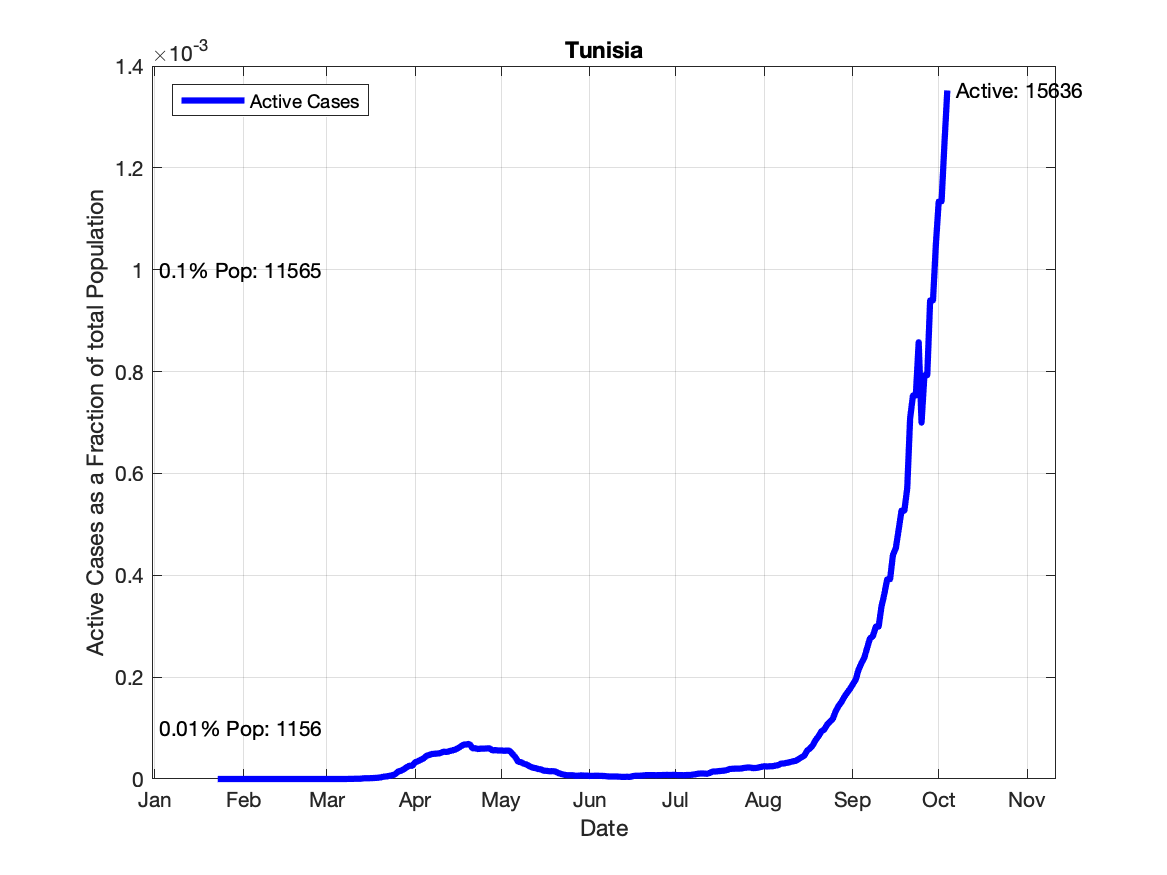 Tunisia
×10-3
1.4
1.2
1
0.8
0.6
0.4
0.2
0
Active Cases as a Fraction of total Population
Active Cases
Active: 15636
0.1% Pop: 11565
0.01% Pop: 1156
Jan Feb Mar Apr May Jun Jul Aug Sep Oct Nov
Date